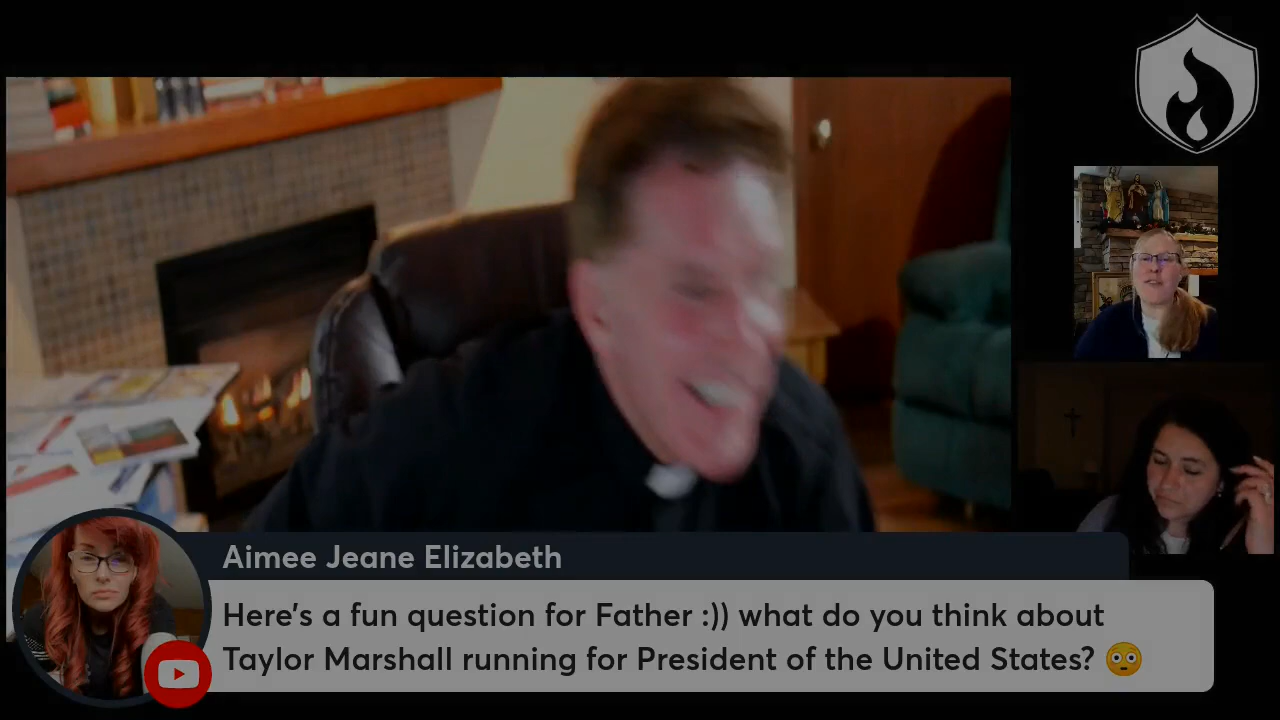 Aimee Jeane Elizabeth
Here's a fun question for Father :)) what do you think about
Taylor Marshall running for President of the United States? 😳